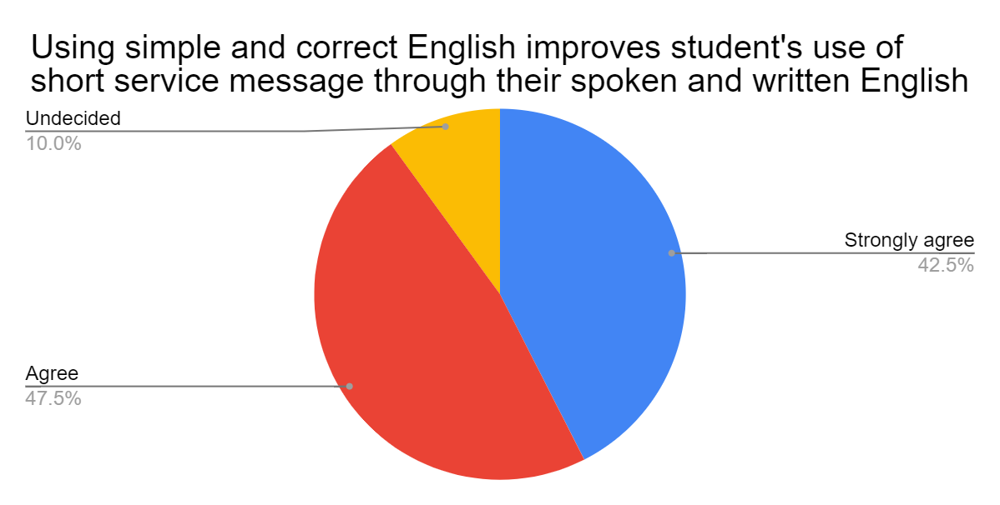 Using simple and correct English improves student's use of
short service message through their spoken and written English
Undecided
10.0%
Strongly agree
42.5%
Agree
47.5%